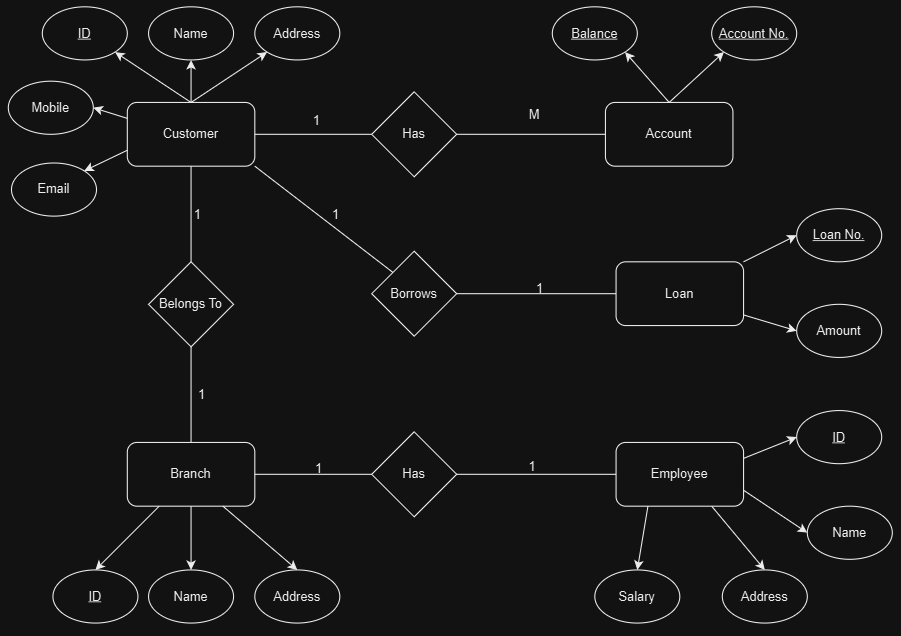 ID
Name
Address
Balance
Account No.
Mobile
Customer
1
Has
M
Account
Email
1
1
Loan No.
Belongs To
Borrows
1
Loan
Amount
1
ID
Branch
1
Has
1
Employee
Name
ID
Name
Address
Salary
Address